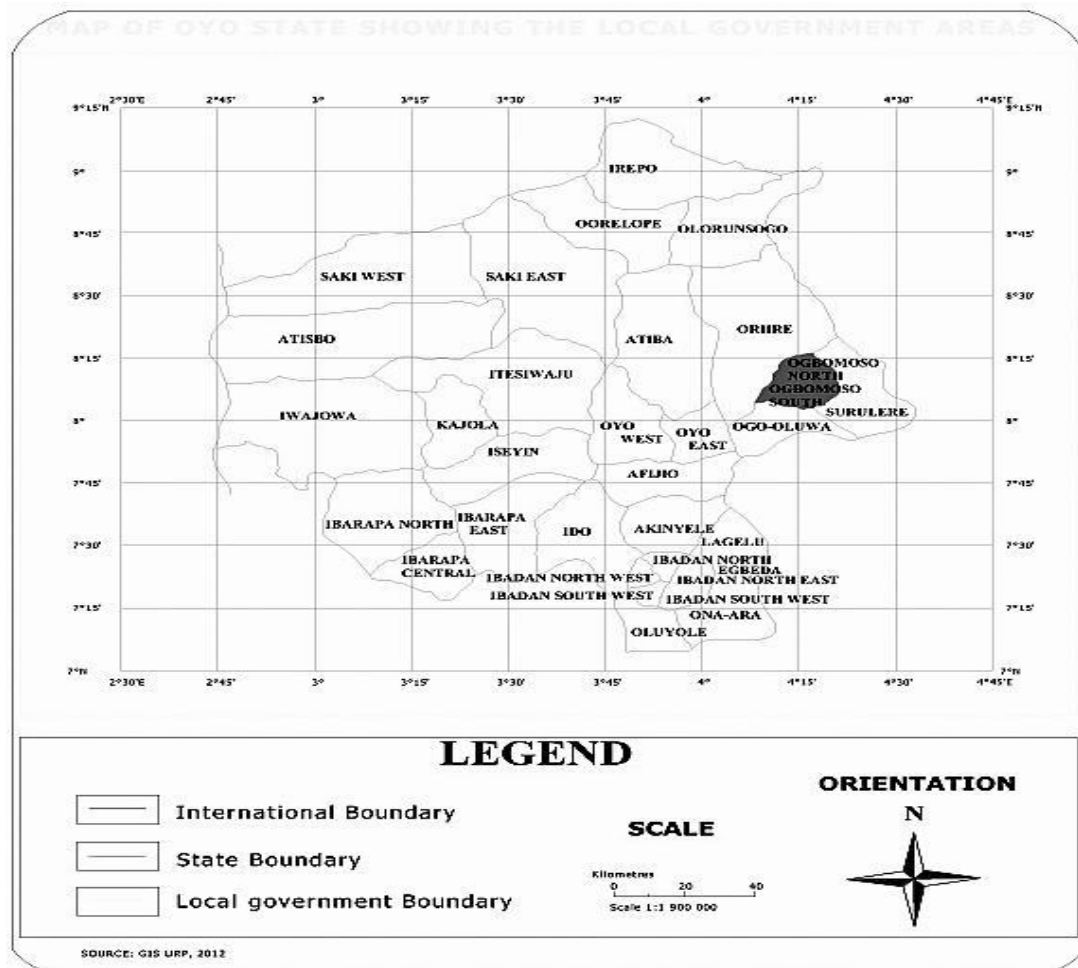 MAP OF OYO STATE SHOWING THE LOCAL GOVERNMENT AREAS
2°30'E 2°45' 3° 3°15' 3°30' 3°45' 4° 4°15' 4°30' 4°45'E
9°15'N 9°15'N
IREPO
9° 9°
OORELOPE
OLORUNSOGO
8°45' 8°45'
SAKI WEST SAKI EAST
8°30' 8°30'
ATISBO ATIBA ORIIRE
8°15' 8°15'
OGBOMOSO
NORTH
ITESIWAJU
OGBOMOSO
SOUTH
IWAJOWA SURULERE
8° 8°
KAJOLA OYO
WEST
OYO
EAST
OGO-OLUWA
ISEYIN
AFIJIO
7°45' 7°45'
IBARAPA NORTH
IBARAPA
EAST
IDO AKINYELE
LAGELU
7°30' 7°30'
IBARAPA
CENTRAL
IBADAN NORTH
EGBEDA
IBADAN NORTH WEST IBADAN NORTH EAST
IBADAN SOUTH WEST IBADAN SOUTH WEST
7°15' 7°15'
ONA-ARA
OLUYOLE
7°N 7°N
2°30'E 2°45' 3° 3°15' 3°30' 3°45' 4° 4°15' 4°30' 4°45'E
LEGEND
International Boundary
State Boundary
Local government Boundary
SCALE
Kilometres
0 20 40
Scale 1:1 900 000
ORIENTATION
N
SOURCE: GIS URP, 2012